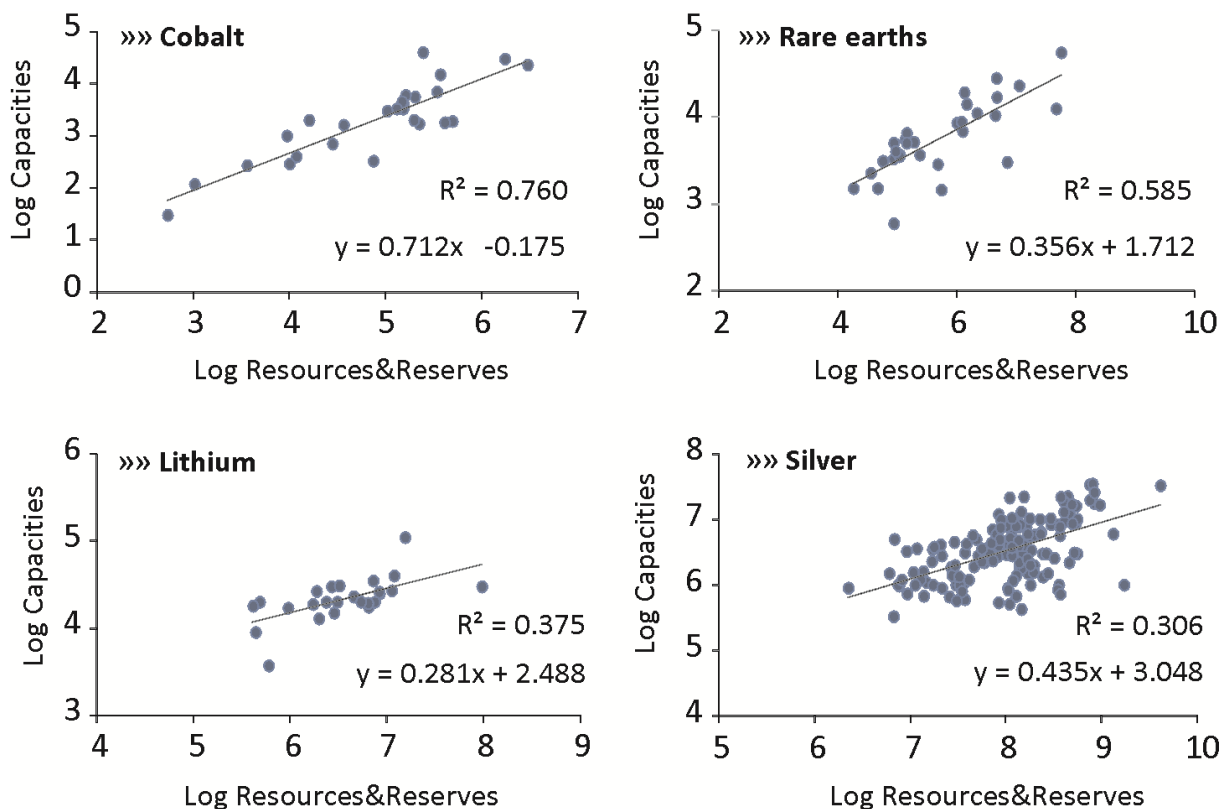 »» Cobalt
5
4
3
2
1
0
Log Capacities
R² = 0.760
y = 0.712x -0.175
2 3 4 5 6 7
Log Resources&Reserves
»» Rare earths
5
4
3
2
Log Capacities
R² = 0.585
y = 0.356x + 1.712
2 4 6 8 10
Log Resources&Reserves
»» Lithium
6
5
4
3
Log Capacities
R² = 0.375
y = 0.281x + 2.488
4 5 6 7 8 9
Log Resources&Reserves
»» Silver
8
7
6
5
4
Log Capacities
R² = 0.306
y = 0.435x + 3.048
5 6 7 8 9 10
Log Resources&Reserves